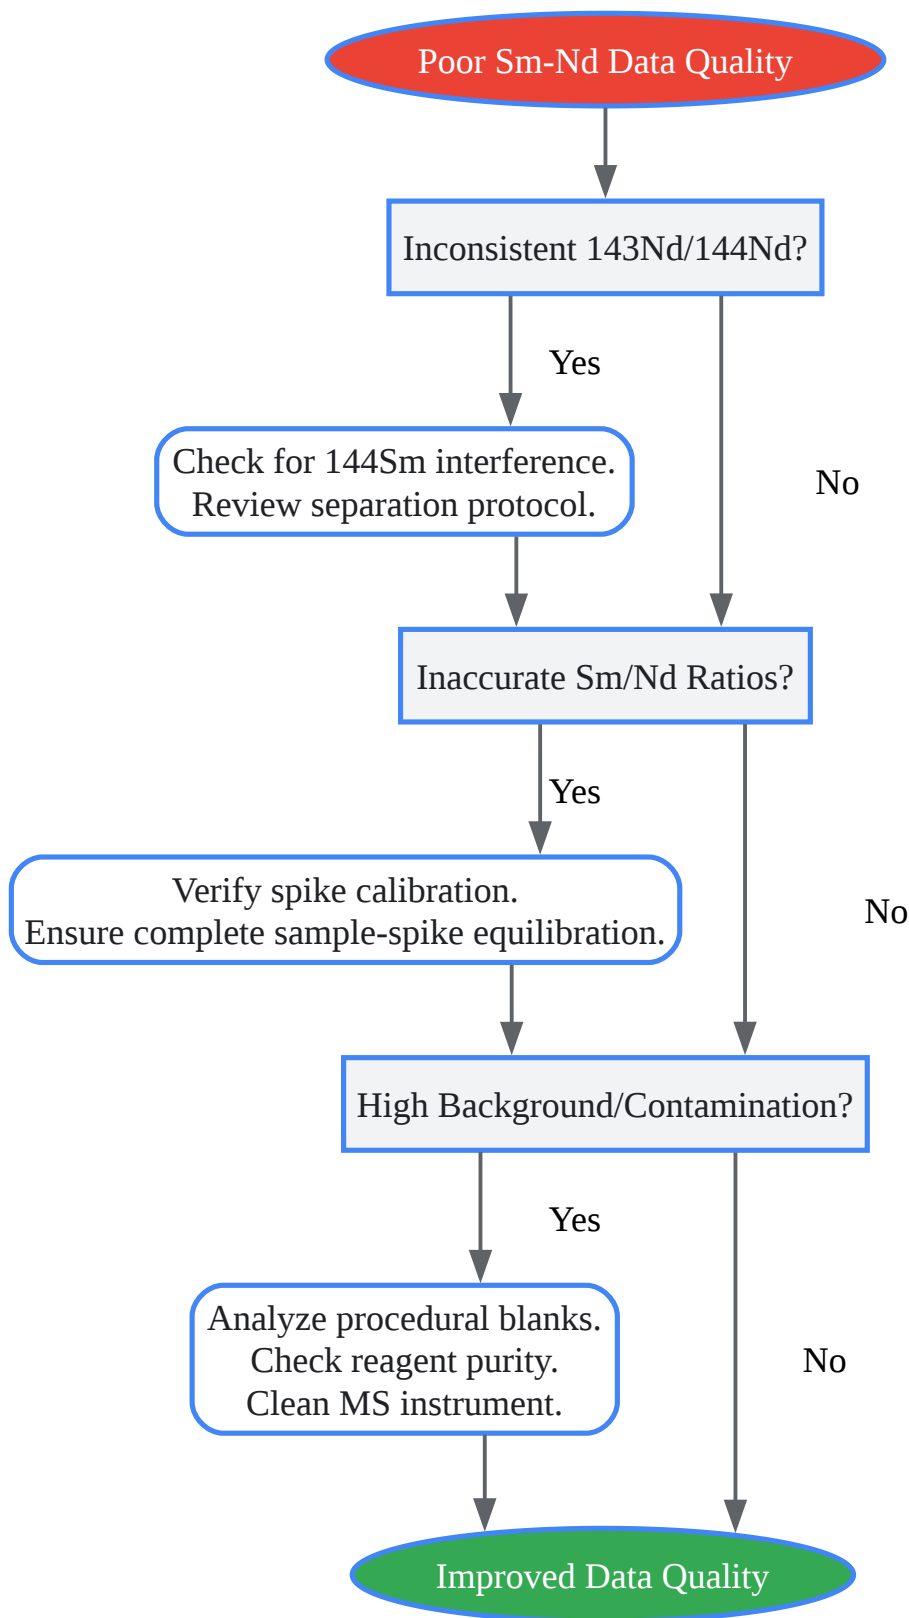 Poor Sm-Nd Data Quality
Inconsistent 143Nd/144Nd?
Yes
Check for 144Sm interference.
Review separation protocol.
No
Inaccurate Sm/Nd Ratios?
Yes
Verify spike calibration.
Ensure complete sample-spike equilibration.
No
High Background/Contamination?
Yes
Analyze procedural blanks.
Check reagent purity.
Clean MS instrument.
No
Improved Data Quality